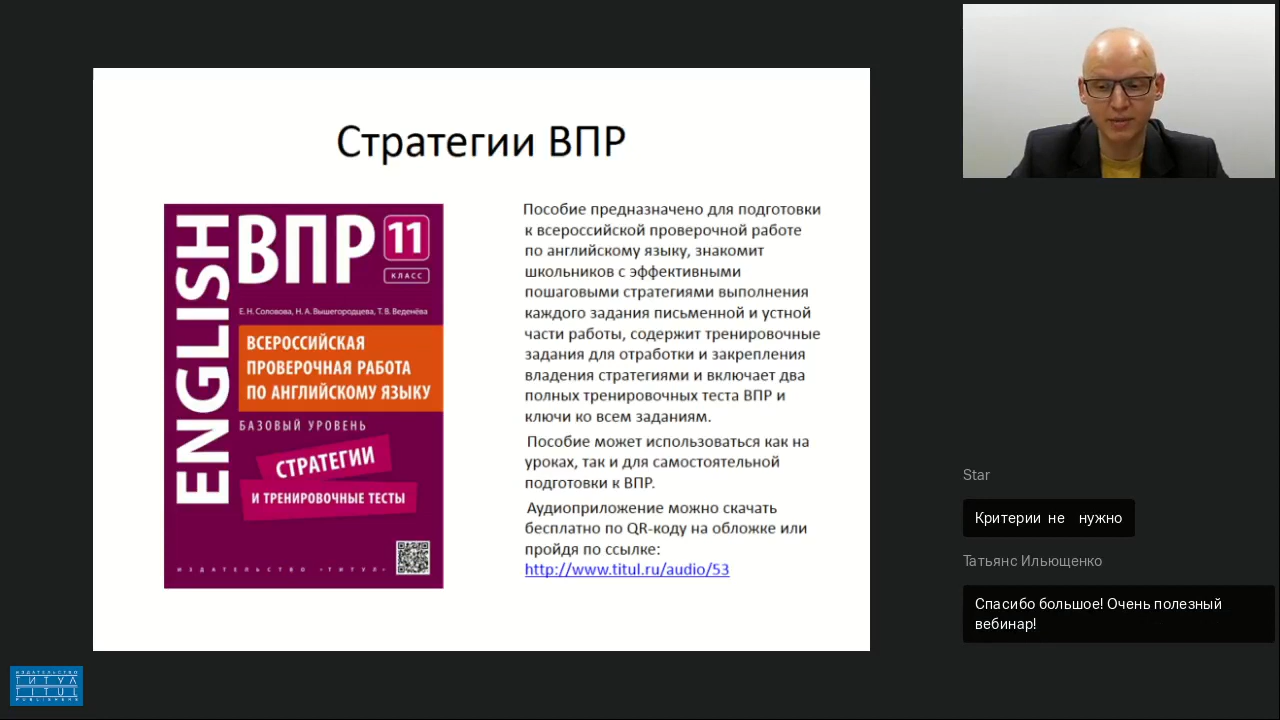 Стратегии ВПР
ENGLISH
ВПР
11
КЛАСС
Е. Н. Соловова, Н. А. Вышегородцева, Т. В. Веденёва
ВСЕРОССИЙСКАЯ
ПРОВЕРОЧНАЯ РАБОТА
ПО АНГЛИЙСКОМУ ЯЗЫКУ
БАЗОВЫЙ УРОВЕНЬ
СТРАТЕГИИ
И ТРЕНИРОВОЧНЫЕ ТЕСТЫ
ИЗДАТЕЛЬСТВО «ТИТУЛ»
Пособие предназначено для подготовки
к всероссийской проверочной работе
по английскому языку, знакомит
школьников с эффективными
пошаговыми стратегиями выполнения
каждого задания письменной и устной
части работы, содержит тренировочные
задания для отработки и закрепления
владения стратегиями и включает два
полных тренировочных теста ВПР и
ключи ко всем заданиям.
Пособие может использоваться как на
уроках, так и для самостоятельной
подготовки к ВПР.
Аудиоприложение можно скачать
бесплатно по QR-коду на обложке или
пройдя по ссылке:
http://www.titul.ru/audio/53
Star
Критерии не нужно
Татьянс Ильющенко
Спасибо большое! Очень полезный
вебинар!
ИЗДАТЕЛЬСТВО
ТИТУЛ
TITUL
PUBLISHERS